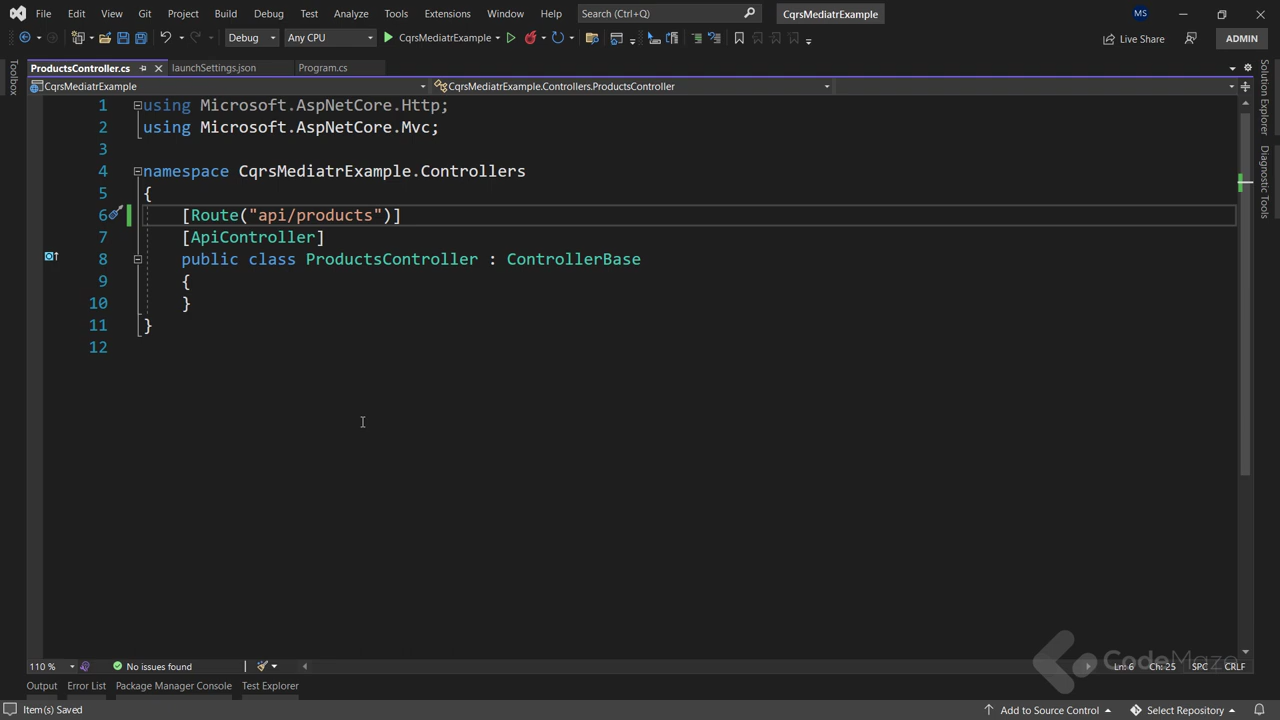 File Edit View Git Project Build Debug Test Analyze Tools Extensions Window Help Search (Ctrl+Q) CqrsMediatrExample MS
Debug Any CPU CqrsMediatrExample Live Share ADMIN
ProductsController.cs launchSettings.json Program.cs
CqrsMediatrExample CqrsMediatrExample.Controllers.ProductsController
1 using Microsoft.AspNetCore.Http;
2 using Microsoft.AspNetCore.Mvc;
3
4 namespace CqrsMediatrExample.Controllers
5 {
6 [Route("api/products")]
7 [ApiController]
8 public class ProductsController : ControllerBase
9 {
10 }
11 }
12
Toolbox
Solution Explorer
Diagnostic Tools
110 % No issues found Ln: 6 Ch: 25 SPC CRLF
CodeMaze
Output Error List Package Manager Console Test Explorer
Item(s) Saved Add to Source Control Select Repository